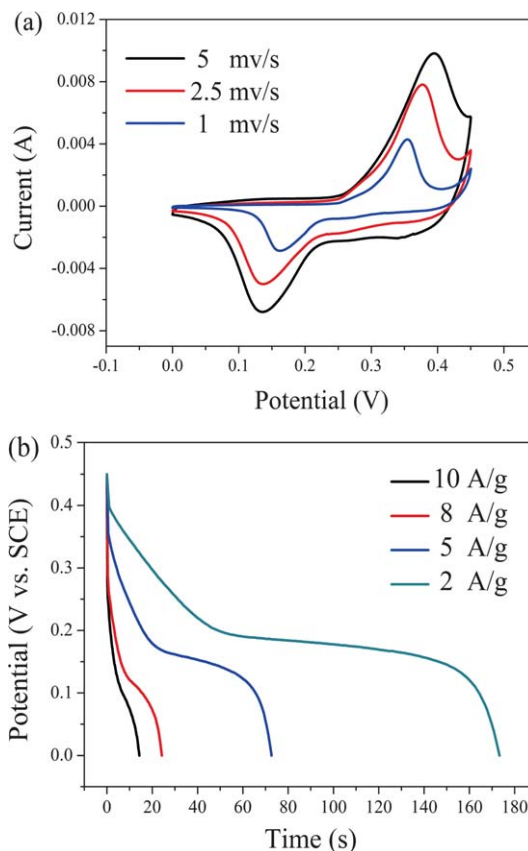 (a)
0.012
0.008
0.004
0.000
-0.004
-0.008
Current (A)
5 mv/s
2.5 mv/s
1 mv/s
-0.1 0.0 0.1 0.2 0.3 0.4 0.5
Potential (V)
(b)
0.5
0.4
0.3
0.2
0.1
0.0
Potential (V vs. SCE)
10 A/g
8 A/g
5 A/g
2 A/g
0 20 40 60 80 100 120 140 160 180
Time (s)